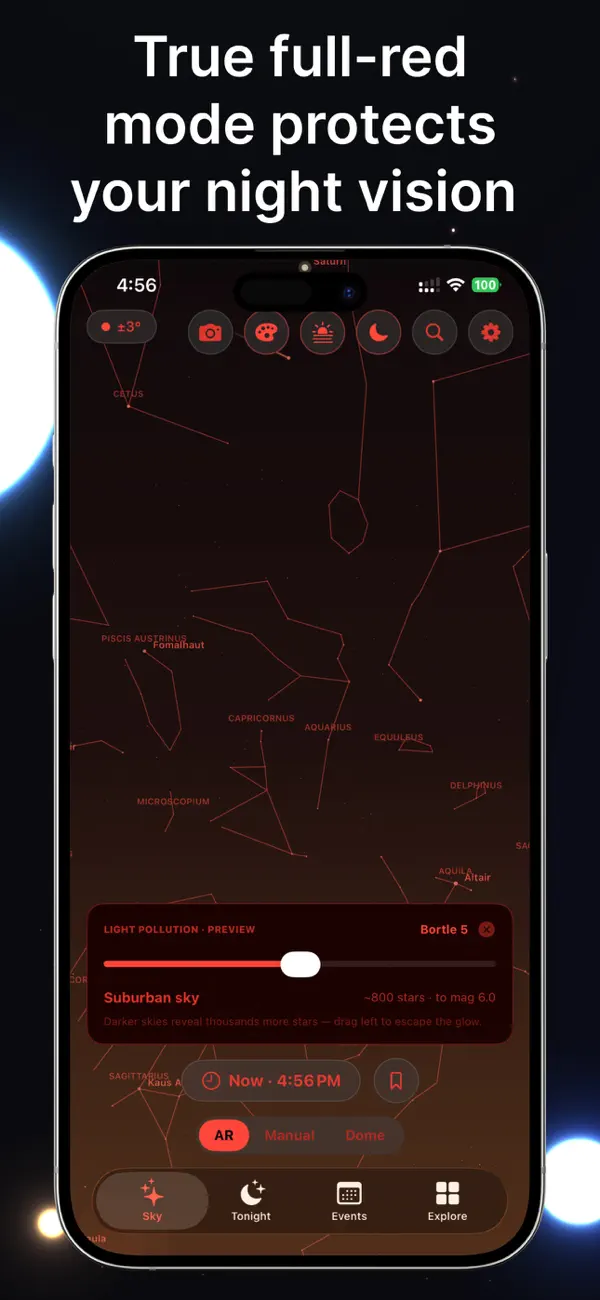 True full-red
mode protects
your night vision
Saturn
4:56
100
±3°
CETUS
PISCIS AUSTRINUS
Fomalhaut
CAPRICORNUS
AQUARIUS
EQUULEUS
DELPHINUS
MICROSCOPIUM
AQUILA
Altair
LIGHT POLLUTION · PREVIEW
Bortle 5
Suburban sky
~800 stars · to mag 6.0
Darker skies reveal thousands more stars — drag left to escape the glow.
SAGITTARIUS
Kaus A
Now · 4:56 PM
AR
Manual
Dome
Sky
Tonight
Events
Explore